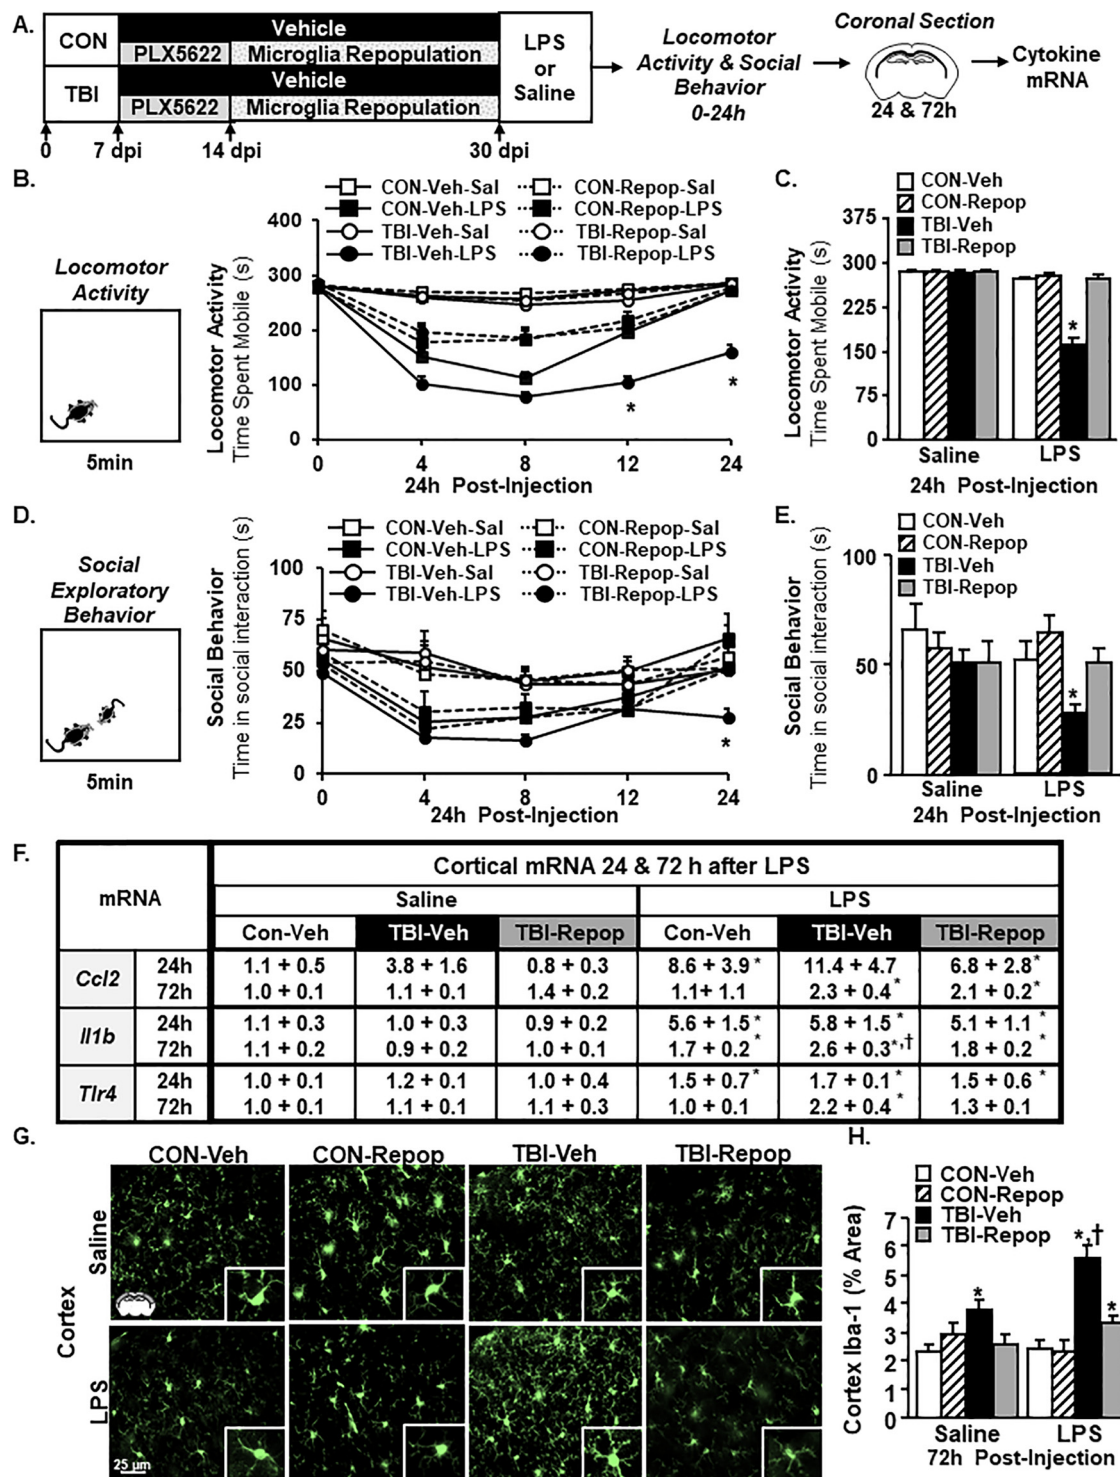 A.
CON
TBI
Vehicle
PLX5622
Microglia Repopulation
Vehicle
PLX5622
Microglia Repopulation
LPS
or
Saline
0
7 dpi
14dpi
30 dpi
Locomotor
Activity & Social
Behavior
0-24h
Coronal Section
24 & 72h
Cytokine
mRNA
B.
Locomotor
Activity
5min
CON-Veh-Sal
CON-Repop-Sal
CON-Veh-LPS
CON-Repop-LPS
TBI-Veh-Sal
TBI-Repop-Sal
TBI-Veh-LPS
TBI-Repop-LPS
Locomotor Activity
Time Spent Mobile (s)
400
300
200
100
0
*
*
0 4 8 12 24
24h Post-Injection
C.
CON-Veh
CON-Repop
TBI-Veh
TBI-Repop
Locomotor Activity
Time Spent Mobile (s)
375
300
225
150
75
0
*
Saline LPS
24h Post-Injection
D.
Social
Exploratory
Behavior
5min
CON-Veh-Sal
CON-Repop-Sal
CON-Veh-LPS
CON-Repop-LPS
TBI-Veh-Sal
TBI-Repop-Sal
TBI-Veh-LPS
TBI-Repop-LPS
Social Behavior
Time in social interaction (s)
100
75
50
25
0
*
0 4 8 12 24
24h Post-Injection
E.
CON-Veh
CON-Repop
TBI-Veh
TBI-Repop
Social Behavior
Time in social interaction (s)
100
50
0
*
Saline LPS
24h Post-Injection
F.
mRNA
Cortical mRNA 24 & 72 h after LPS
Saline LPS
Con-Veh TBI-Veh TBI-Repop Con-Veh TBI-Veh TBI-Repop
Ccl2
24h 1.1 + 0.5 3.8 + 1.6 0.8 + 0.3 8.6 + 3.9* 11.4 + 4.7 6.8 + 2.8*
72h 1.0 + 0.1 1.1 + 0.1 1.4 + 0.2 1.1+ 1.1 2.3 + 0.4* 2.1 + 0.2*
Il1b
24h 1.1 + 0.3 1.0 + 0.3 0.9 + 0.2 5.6 + 1.5* 5.8 + 1.5* 5.1 + 1.1*
72h 1.1 + 0.2 0.9 + 0.2 1.0 + 0.1 1.7 + 0.2* 2.6 + 0.3*,† 1.8 + 0.2*
Tlr4
24h 1.0 + 0.1 1.2 + 0.1 1.0 + 0.4 1.5 + 0.7* 1.7 + 0.1* 1.5 + 0.6*
72h 1.0 + 0.1 1.1 + 0.1 1.1 + 0.3 1.0 + 0.1 2.2 + 0.4* 1.3 + 0.1
G.
CON-Veh CON-Repop TBI-Veh TBI-Repop
Cortex
Saline
LPS
25 µm
H.
CON-Veh
CON-Repop
TBI-Veh
TBI-Repop
Cortex Iba-1 (% Area)
7
6
5
4
3
2
1
0
*
*,†
*
Saline LPS
72h Post-Injection